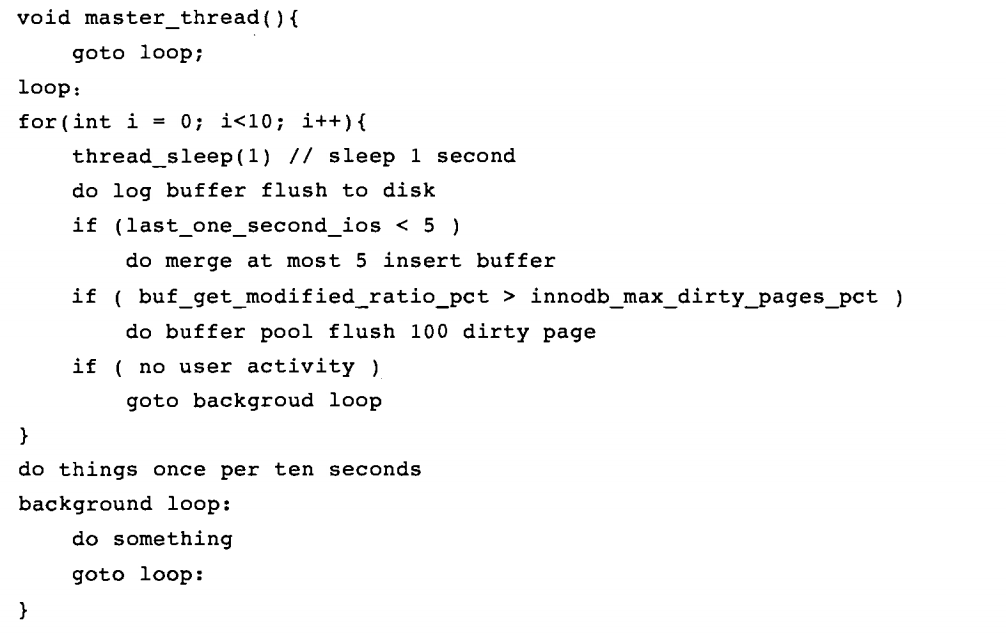 void master_thread(){
    goto loop;
loop:
for(int i = 0; i<10; i++){
    thread_sleep(1) // sleep 1 second
    do log buffer flush to disk
    if (last_one_second_ios < 5 )
        do merge at most 5 insert buffer
    if ( buf_get_modified_ratio_pct > innodb_max_dirty_pages_pct )
        do buffer pool flush 100 dirty page
    if ( no user activity )
        goto backgroud loop
}
do things once per ten seconds
background loop:
    do something
    goto loop:
}